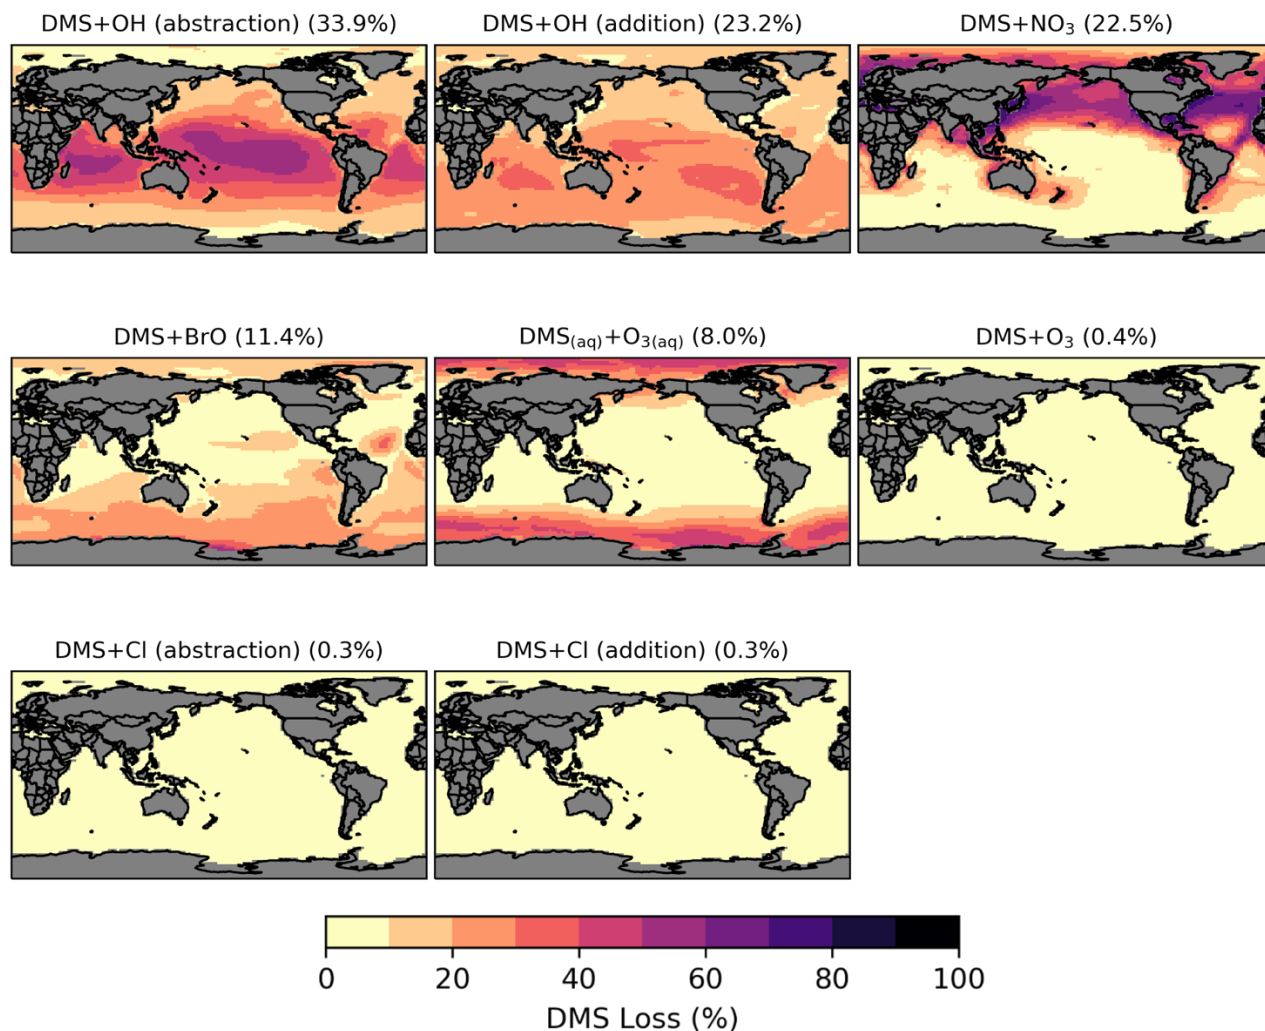 DMS+OH (abstraction) (33.9%)
DMS+OH (addition) (23.2%)
DMS+NO₃ (22.5%)
DMS+BrO (11.4%)
DMS₍ₐq₎+O₃₍ₐq₎ (8.0%)
DMS+O₃ (0.4%)
DMS+Cl (abstraction) (0.3%)
DMS+Cl (addition) (0.3%)
0 20 40 60 80 100
DMS Loss (%)